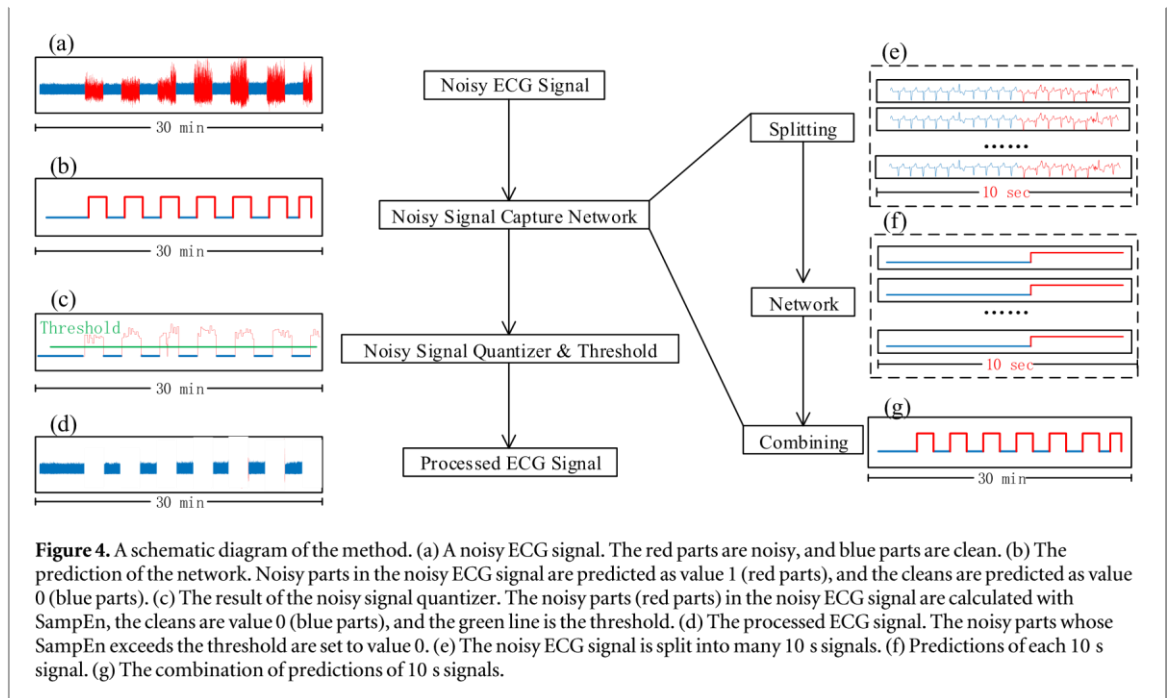 (a)
30 min
(b)
30 min
(c)
Threshold
30 min
(d)
30 min
Noisy ECG Signal
Noisy Signal Capture Network
Noisy Signal Quantizer & Threshold
Processed ECG Signal
Splitting
Network
Combining
(e)
......
10 sec
(f)
......
10 sec
(g)
30 min
Figure 4. A schematic diagram of the method. (a) A noisy ECG signal. The red parts are noisy, and blue parts are clean. (b) The
prediction of the network. Noisy parts in the noisy ECG signal are predicted as value 1 (red parts), and the cleans are predicted as value
0 (blue parts). (c) The result of the noisy signal quantizer. The noisy parts (red parts) in the noisy ECG signal are calculated with
SampEn, the cleans are value 0 (blue parts), and the green line is the threshold. (d) The processed ECG signal. The noisy parts whose
SampEn exceeds the threshold are set to value 0. (e) The noisy ECG signal is split into many 10 s signals. (f) Predictions of each 10 s
signal. (g) The combination of predictions of 10 s signals.